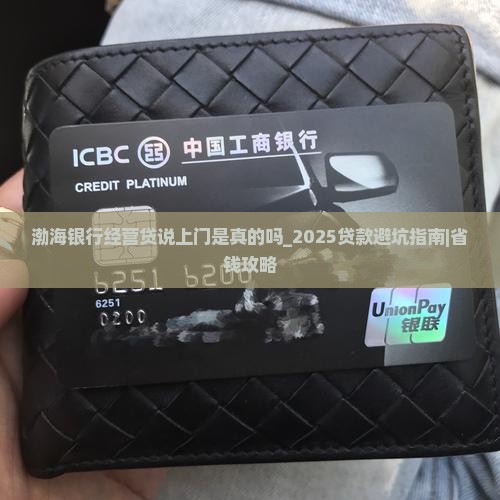 ICBC 中国工商银行
CREDIT PLATINUM
渤海银行经营贷说上门是真的吗_2025贷款避坑指南|省
钱攻略
6251 6200
6251
0200
UnionPay
银联